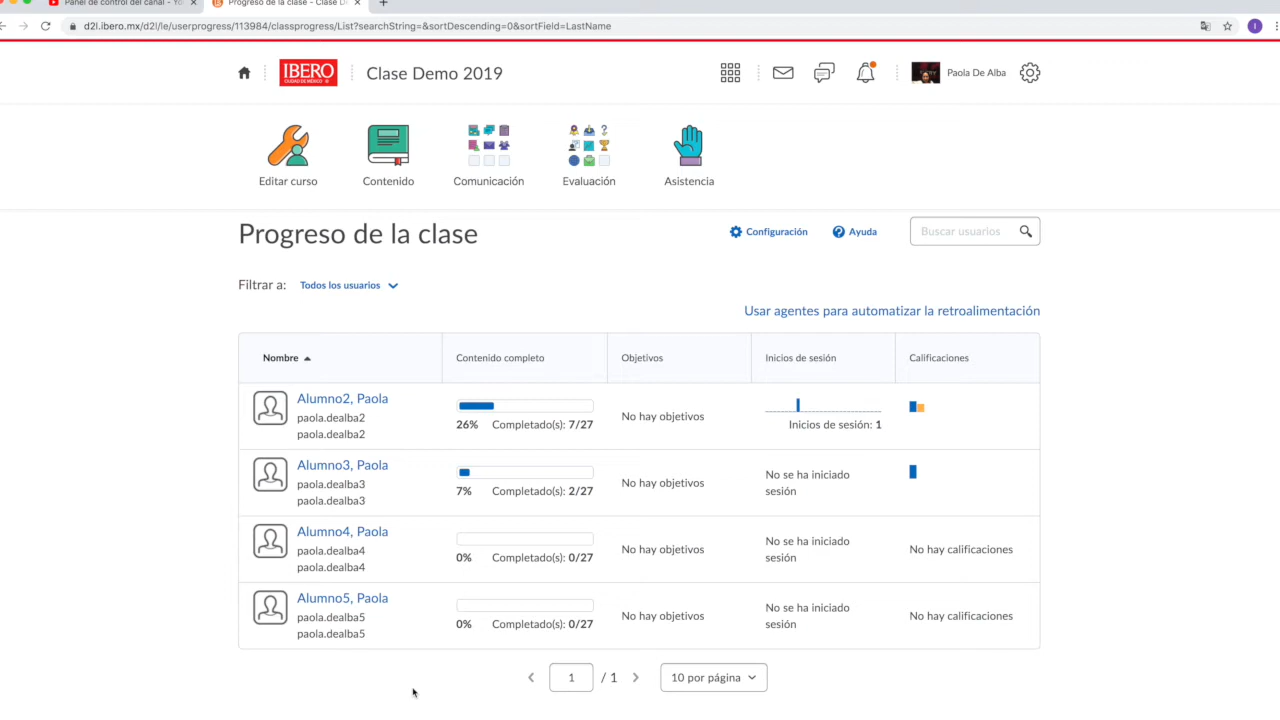 Panel de control del canal - Yo
Progreso de la clase - Clase D
d2l.ibero.mx/d2l/le/userprogress/113984/classprogress/List?searchString=&sortDescending=0&sortField=LastName
I
IBERO
CIUDAD DE MÉXICO ®
Clase Demo 2019
Paola De Alba
Editar curso
Contenido
Comunicación
Evaluación
Asistencia
Progreso de la clase
Configuración
Ayuda
Buscar usuarios
Filtrar a: Todos los usuarios
Usar agentes para automatizar la retroalimentación
Nombre
Contenido completo
Objetivos
Inicios de sesión
Calificaciones
Alumno2, Paola
paola.dealba2
paola.dealba2
26% Completado(s): 7/27
No hay objetivos
Inicios de sesión: 1
Alumno3, Paola
paola.dealba3
paola.dealba3
7% Completado(s): 2/27
No hay objetivos
No se ha iniciado
sesión
Alumno4, Paola
paola.dealba4
paola.dealba4
0% Completado(s): 0/27
No hay objetivos
No se ha iniciado
sesión
No hay calificaciones
Alumno5, Paola
paola.dealba5
paola.dealba5
0% Completado(s): 0/27
No hay objetivos
No se ha iniciado
sesión
No hay calificaciones
1 / 1
10 por página